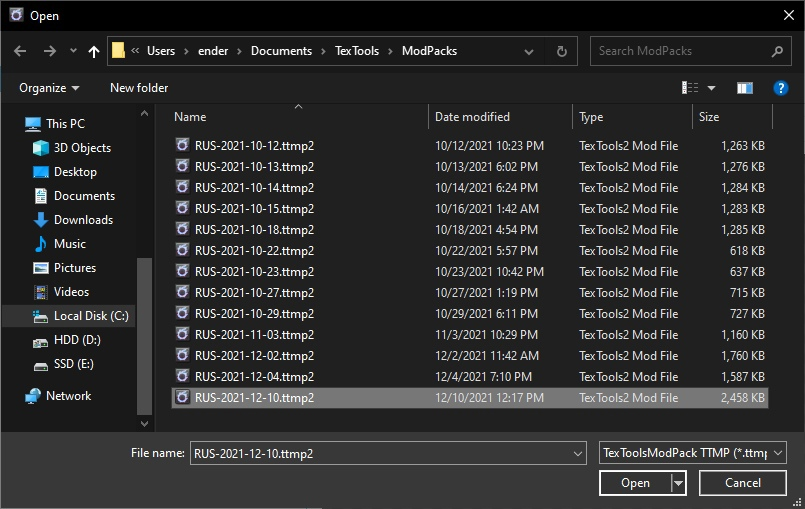 Open
« Users › ender › Documents › TexTools › ModPacks
Search ModPacks
Organize New folder
Name Date modified Type Size
This PC
3D Objects
Desktop
Documents
Downloads
Music
Pictures
Videos
Local Disk (C:)
HDD (D:)
SSD (E:)
Network
RUS-2021-10-12.ttmp2 10/12/2021 10:23 PM TexTools2 Mod File 1,263 KB
RUS-2021-10-13.ttmp2 10/13/2021 6:02 PM TexTools2 Mod File 1,276 KB
RUS-2021-10-14.ttmp2 10/14/2021 6:24 PM TexTools2 Mod File 1,284 KB
RUS-2021-10-15.ttmp2 10/16/2021 1:42 AM TexTools2 Mod File 1,283 KB
RUS-2021-10-18.ttmp2 10/18/2021 4:54 PM TexTools2 Mod File 1,285 KB
RUS-2021-10-22.ttmp2 10/22/2021 5:57 PM TexTools2 Mod File 618 KB
RUS-2021-10-23.ttmp2 10/23/2021 10:42 PM TexTools2 Mod File 637 KB
RUS-2021-10-27.ttmp2 10/27/2021 1:19 PM TexTools2 Mod File 715 KB
RUS-2021-10-29.ttmp2 10/29/2021 6:11 PM TexTools2 Mod File 727 KB
RUS-2021-11-03.ttmp2 11/3/2021 10:29 PM TexTools2 Mod File 1,160 KB
RUS-2021-12-02.ttmp2 12/2/2021 11:42 AM TexTools2 Mod File 1,760 KB
RUS-2021-12-04.ttmp2 12/4/2021 7:10 PM TexTools2 Mod File 1,587 KB
RUS-2021-12-10.ttmp2 12/10/2021 12:17 PM TexTools2 Mod File 2,458 KB
File name: RUS-2021-12-10.ttmp2 TexToolsModPack TTMP (*.ttmp
Open Cancel